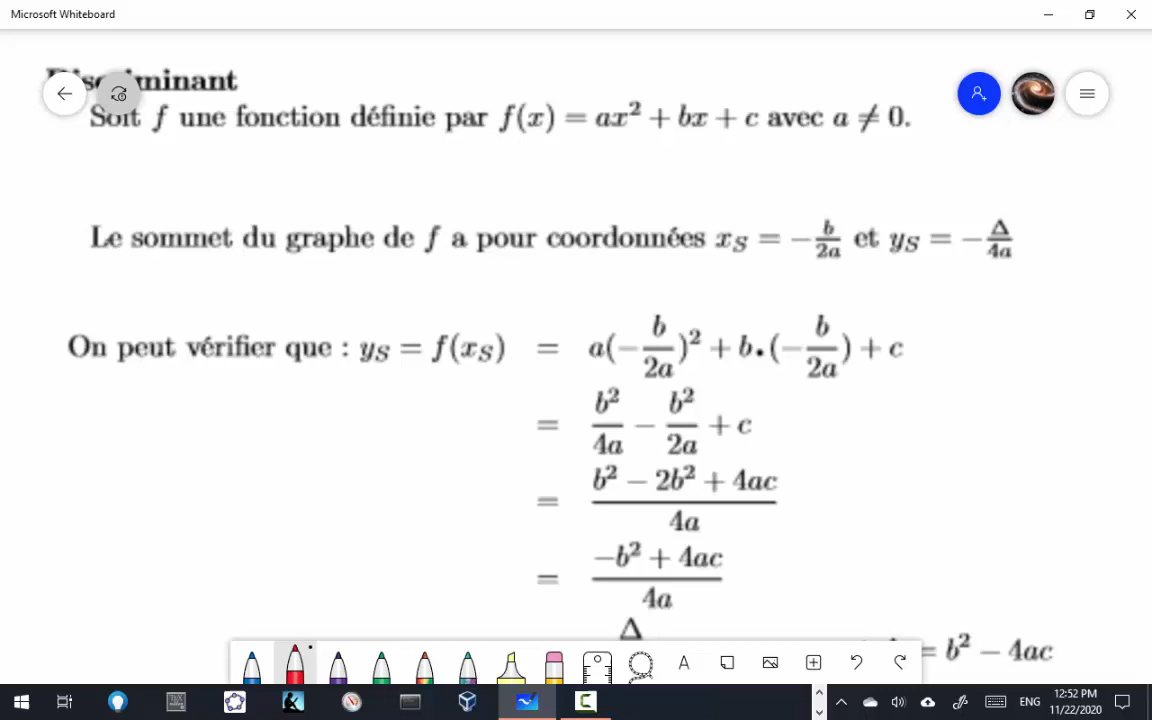 Microsoft Whiteboard
Discriminant
Soit f une fonction définie par f(x) = ax² + bx + c avec a ≠ 0.
Le sommet du graphe de f a pour coordonnées x_S = −b/2a et y_S = −Δ/4a
On peut vérifier que : y_S = f(x_S) = a(−b/2a)² + b·(−b/2a) + c
= b²/4a − b²/2a + c
= (b² − 2b² + 4ac)/4a
= (−b² + 4ac)/4a
Δ
= b² − 4ac
A
ENG
12:52 PM
11/22/2020